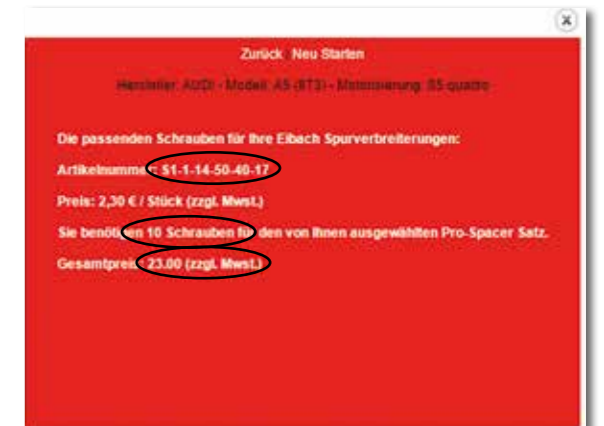 Zurück Neu Starten
Hersteller: AUDI - Modell: A5 (8T3) - Motorisierung: S5 quattro
Die passenden Schrauben für Ihre Eibach Spurverbreiterungen:
Artikelnummer: S1-1-14-50-40-17
Preis: 2,30 € / Stück (zzgl. Mwst.)
Sie benötigen 10 Schrauben für den von Ihnen ausgewählten Pro-Spacer Satz.
Gesamtpreis: 23.00 (zzgl. Mwst.)